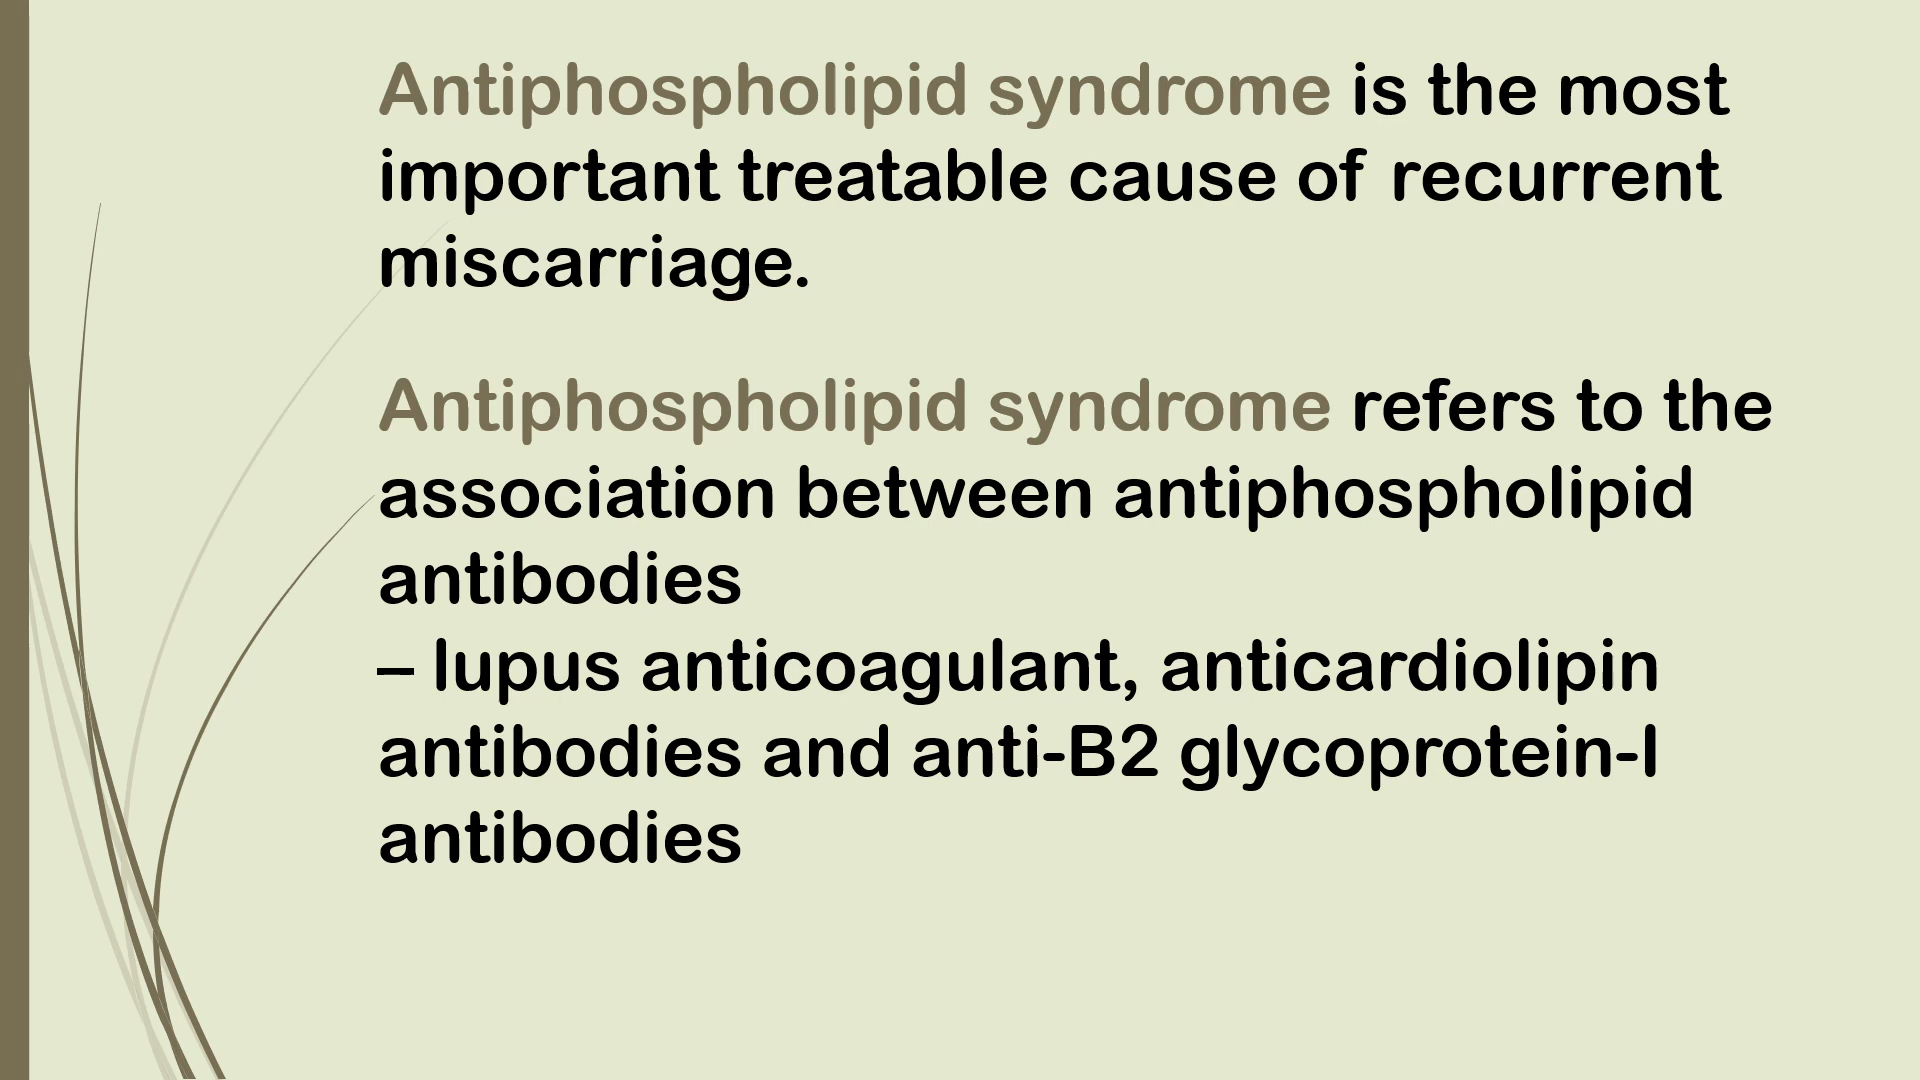 Antiphospholipid syndrome is the most
important treatable cause of recurrent
miscarriage.
Antiphospholipid syndrome refers to the
association between antiphospholipid
antibodies
– lupus anticoagulant, anticardiolipin
antibodies and anti-B2 glycoprotein-I
antibodies